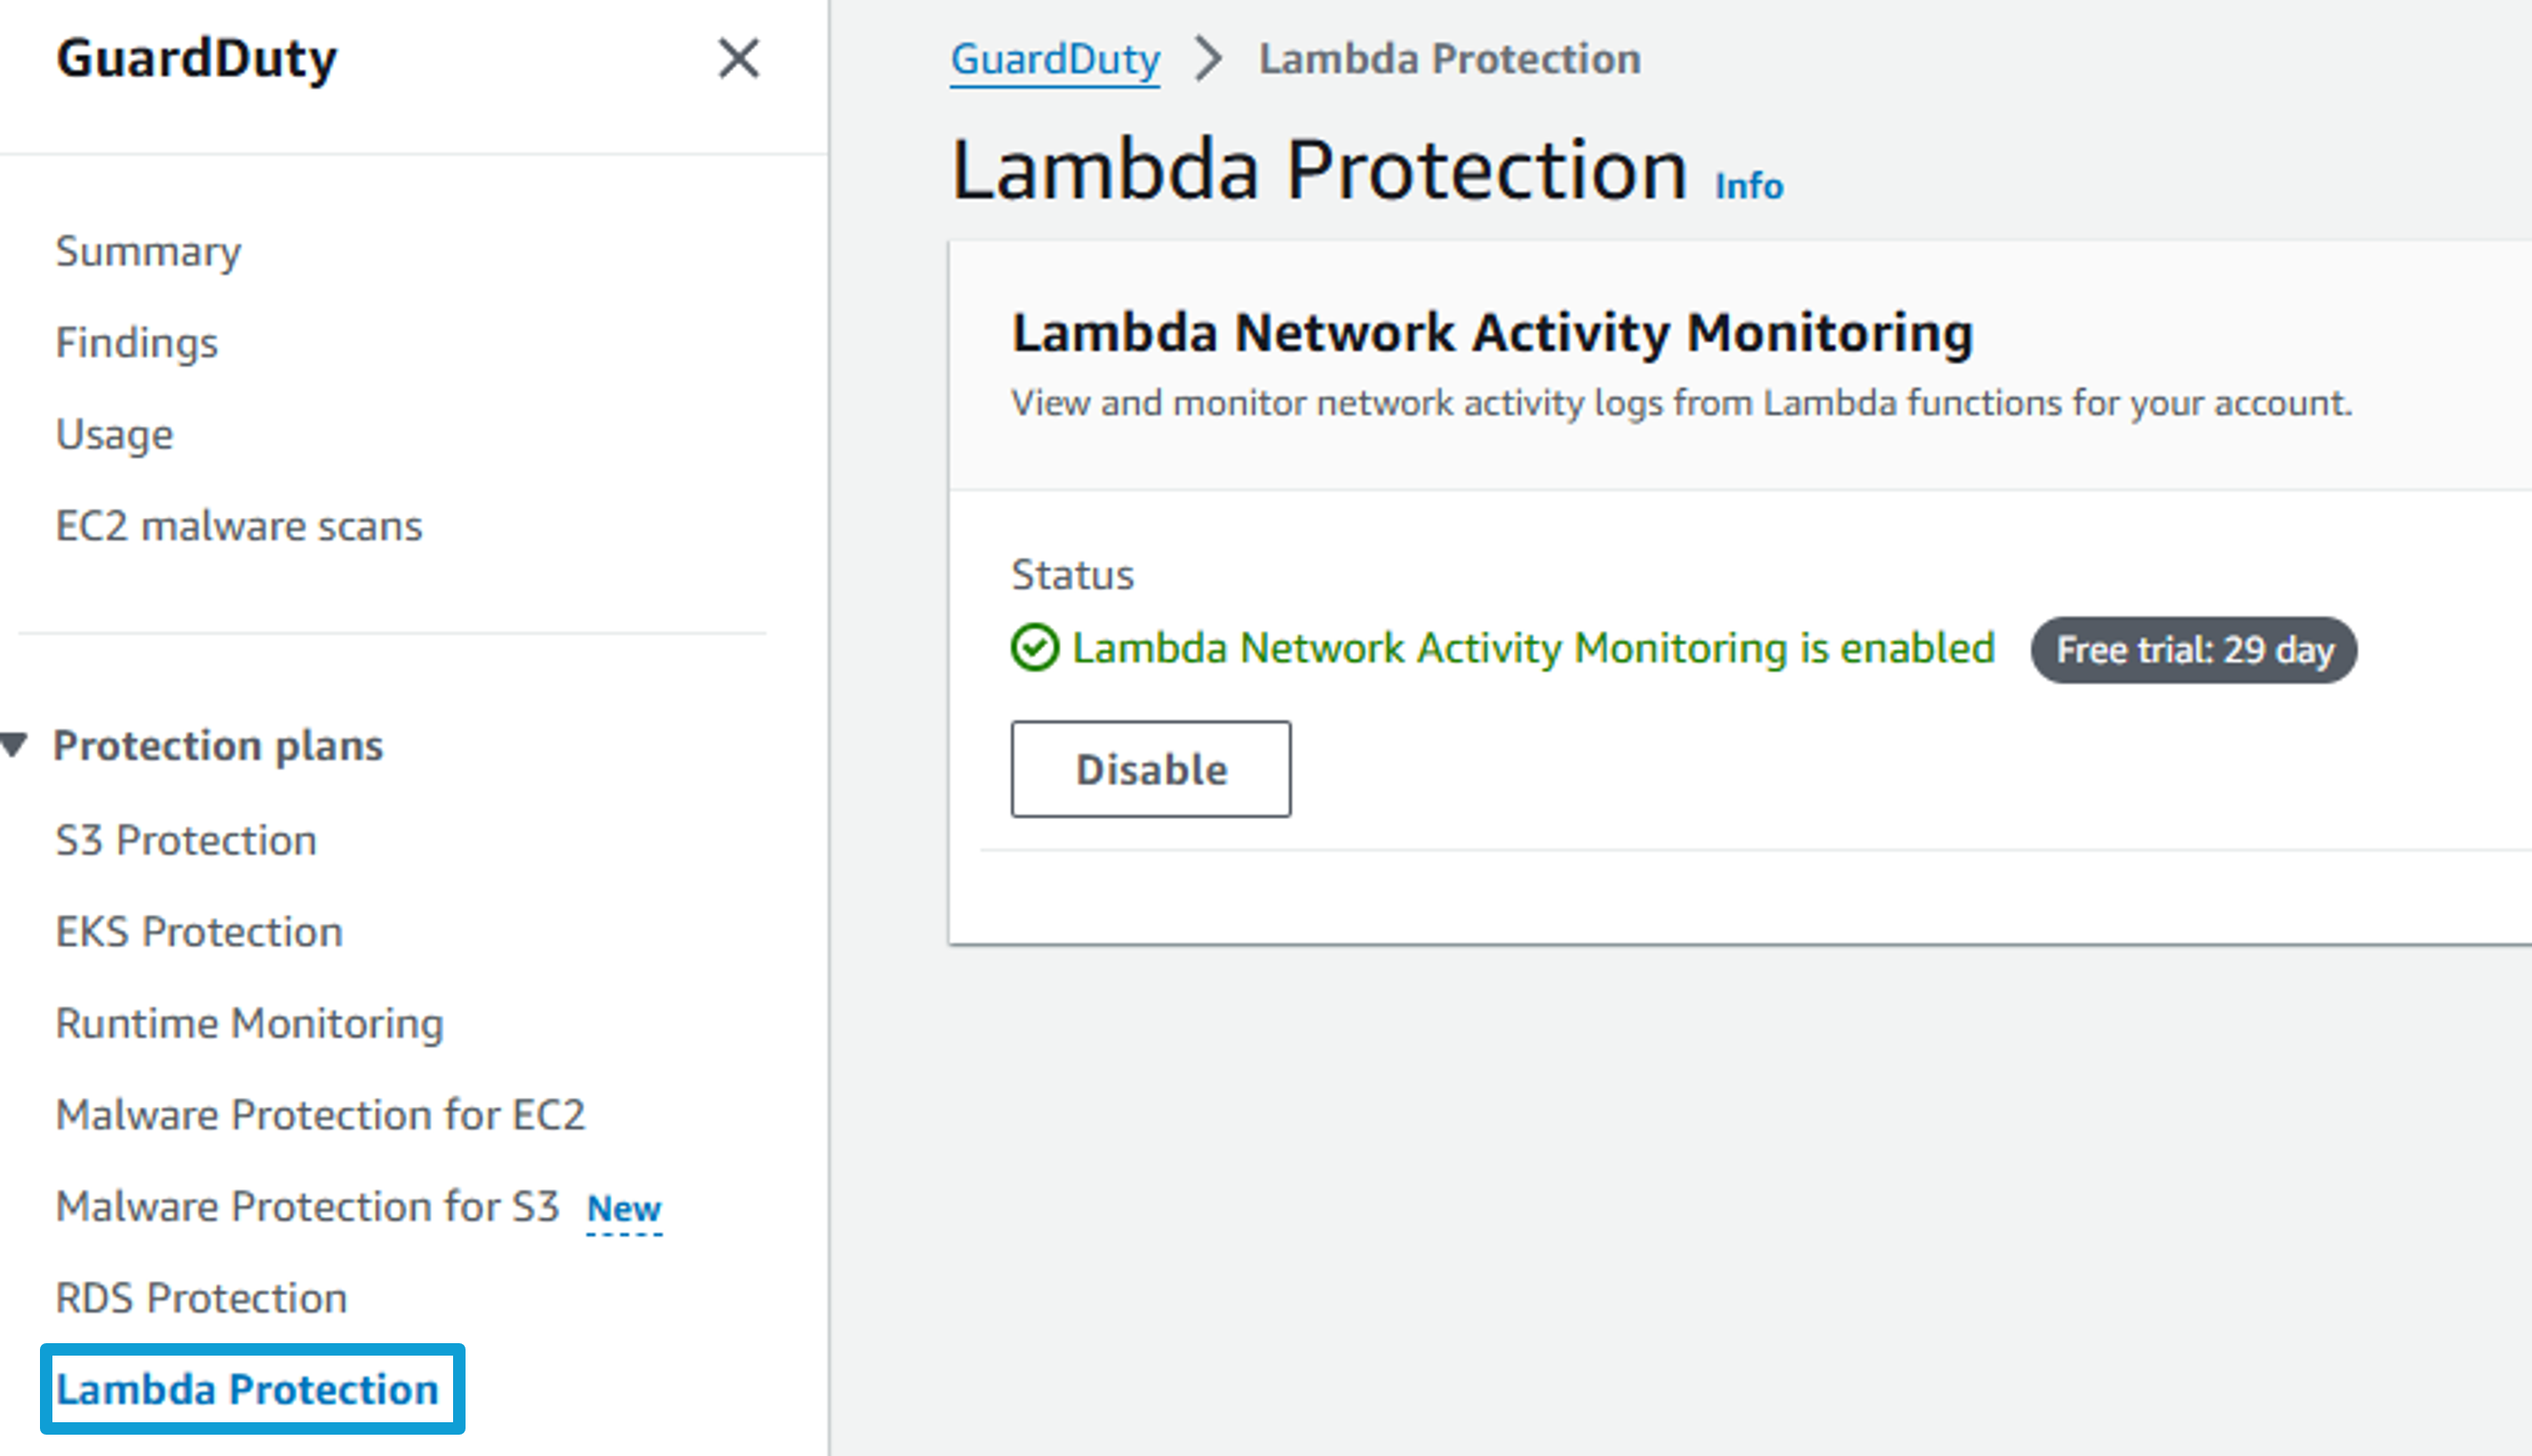 GuardDuty
Summary
Findings
Usage
EC2 malware scans
Protection plans
S3 Protection
EKS Protection
Runtime Monitoring
Malware Protection for EC2
Malware Protection for S3 New
RDS Protection
Lambda Protection
GuardDuty > Lambda Protection
Lambda Protection Info
Lambda Network Activity Monitoring
View and monitor network activity logs from Lambda functions for your account.
Status
Lambda Network Activity Monitoring is enabled Free trial: 29 day
Disable